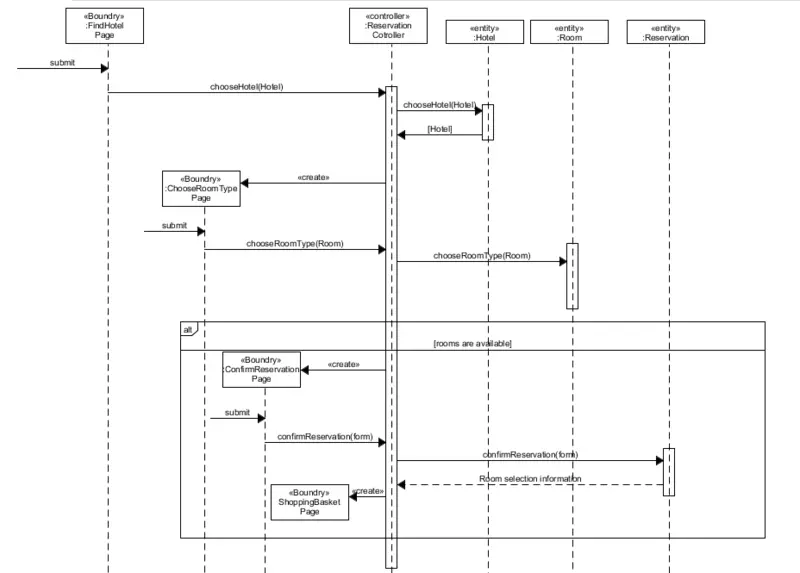 «Boundry»
:FindHotel
Page
«controller»
:Reservation
Cotroller
«entity»
:Hotel
«entity»
:Room
«entity»
:Reservation
submit
chooseHotel(Hotel)
chooseHotel(Hotel)
[Hotel]
«Boundry»
:ChooseRoomType
Page
«create»
submit
chooseRoomType(Room)
chooseRoomType(Room)
alt
[rooms are available]
«Boundry»
:ConfirmReservation
Page
«create»
submit
confirmReservation(form)
confirmReservation(form)
Room selection information
«Boundry»
ShoppingBasket
Page
«create»